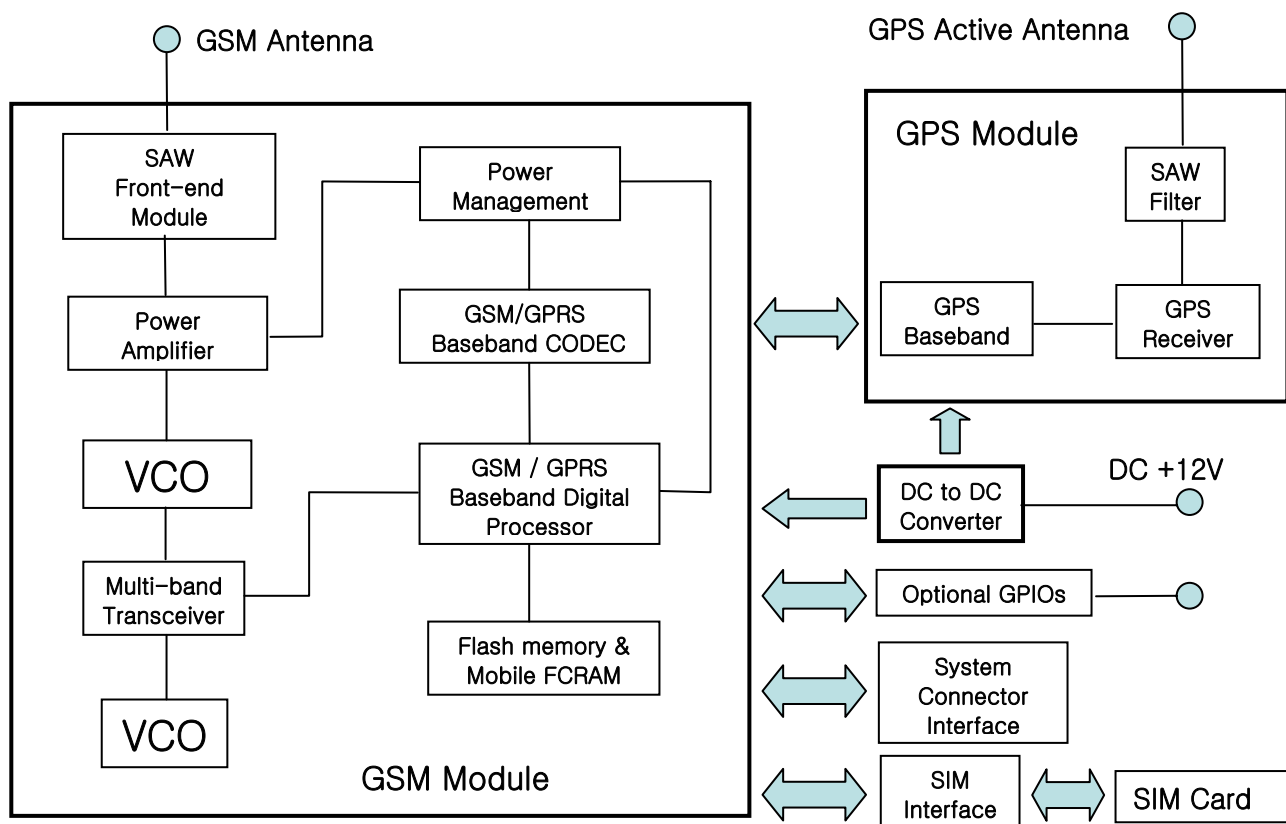 GSM Antenna
GPS Active Antenna
SAW
Front-end
Module
Power
Management
GPS Module
SAW
Filter
Power
Amplifier
GSM/GPRS
Baseband CODEC
GPS
Baseband
GPS
Receiver
VCO
GSM / GPRS
Baseband Digital
Processor
DC to DC
Converter
DC +12V
Multi-band
Transceiver
Optional GPIOs
Flash memory &
Mobile FCRAM
System
Connector
Interface
VCO
GSM Module
SIM
Interface
SIM Card